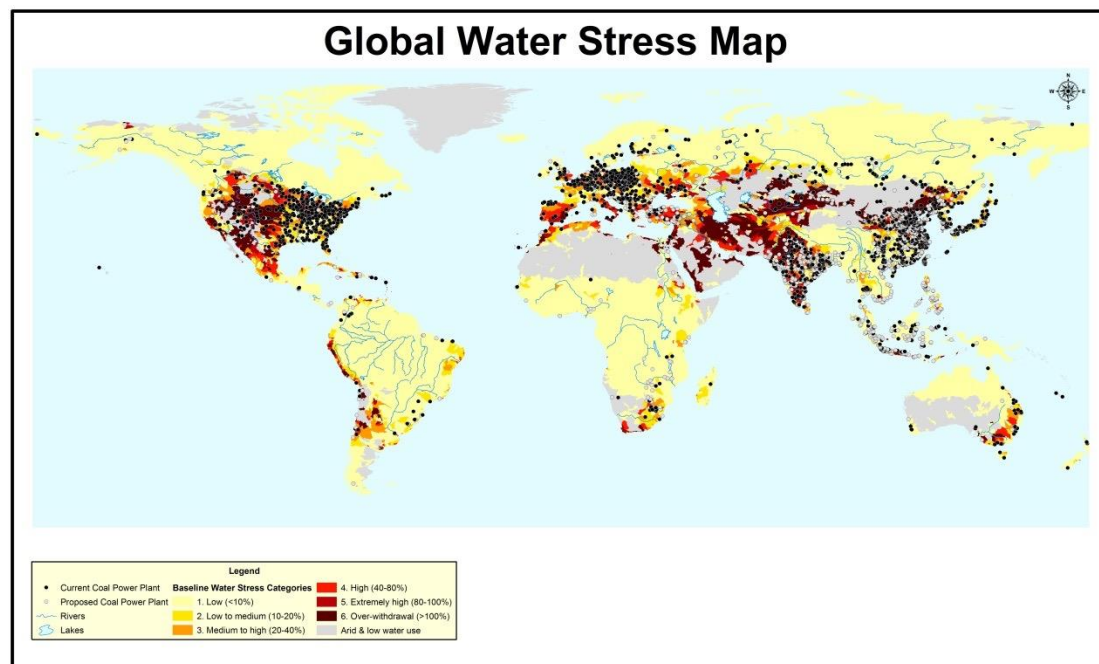 Global Water Stress Map
N
W E
S
Legend
Current Coal Power Plant
Proposed Coal Power Plant
Rivers
Lakes
Baseline Water Stress Categories
1. Low (<10%)
2. Low to medium (10-20%)
3. Medium to high (20-40%)
4. High (40-80%)
5. Extremely high (80-100%)
6. Over-withdrawal (>100%)
Arid & low water use